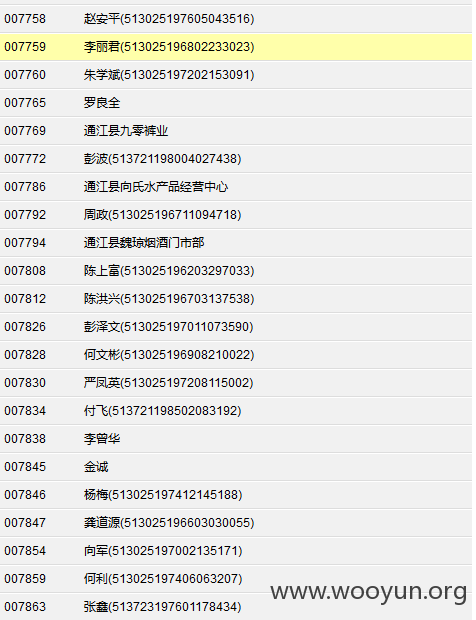 007758 赵安平(513025197605043516)
007759 李丽君(513025196802233023)
007760 朱学斌(513025197202153091)
007765 罗良全
007769 通江县九零裤业
007772 彭波(513721198004027438)
007786 通江县向氏水产品经营中心
007792 周政(513025196711094718)
007794 通江县魏琼烟酒门市部
007808 陈上富(513025196203297033)
007812 陈洪兴(513025196703137538)
007826 彭泽文(513025197011073590)
007828 何文彬(513025196908210022)
007830 严凤英(513025197208115002)
007834 付飞(513721198502083192)
007838 李曾华
007845 金诚
007846 杨梅(513025197412145188)
007847 龚道源(513025196603030055)
007854 向军(513025197002135171)
007859 何利(513025197406063207)
007863 张鑫(513723197601178434)
www.wooyun.org